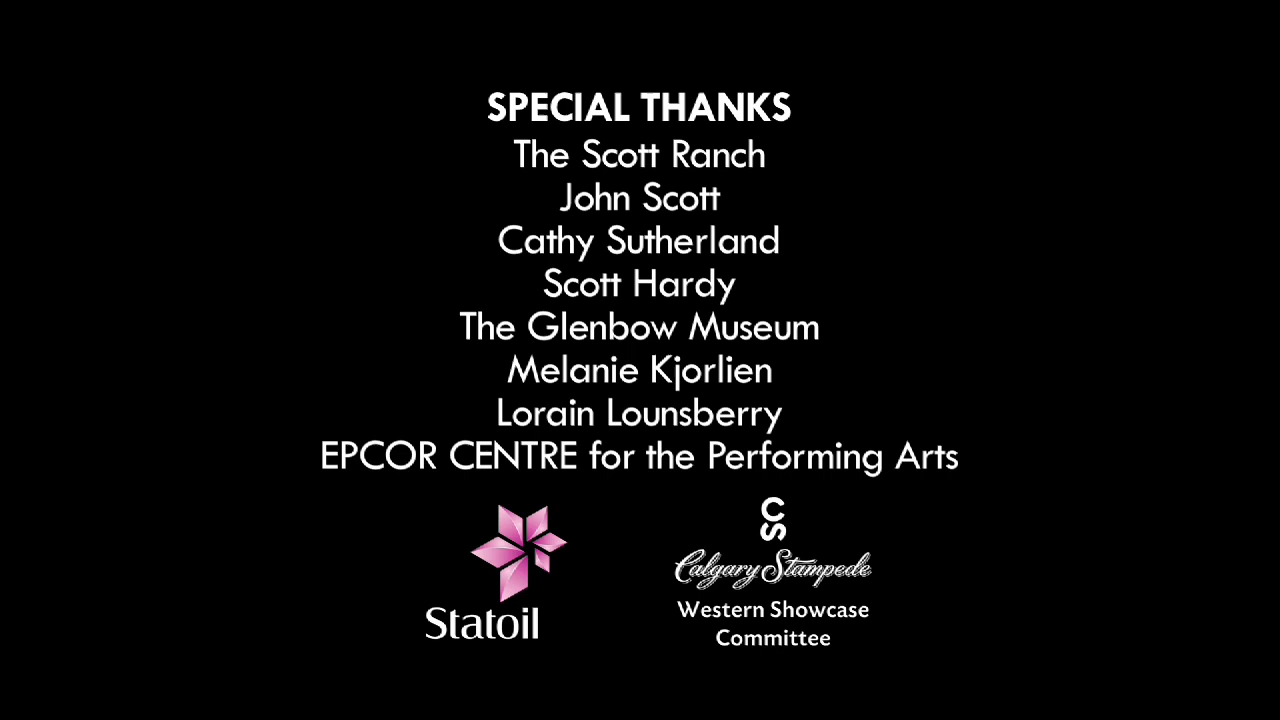 SPECIAL THANKS
The Scott Ranch
John Scott
Cathy Sutherland
Scott Hardy
The Glenbow Museum
Melanie Kjorlien
Lorain Lounsberry
EPCOR CENTRE for the Performing Arts
Statoil
CS
Calgary Stampede
Western Showcase
Committee